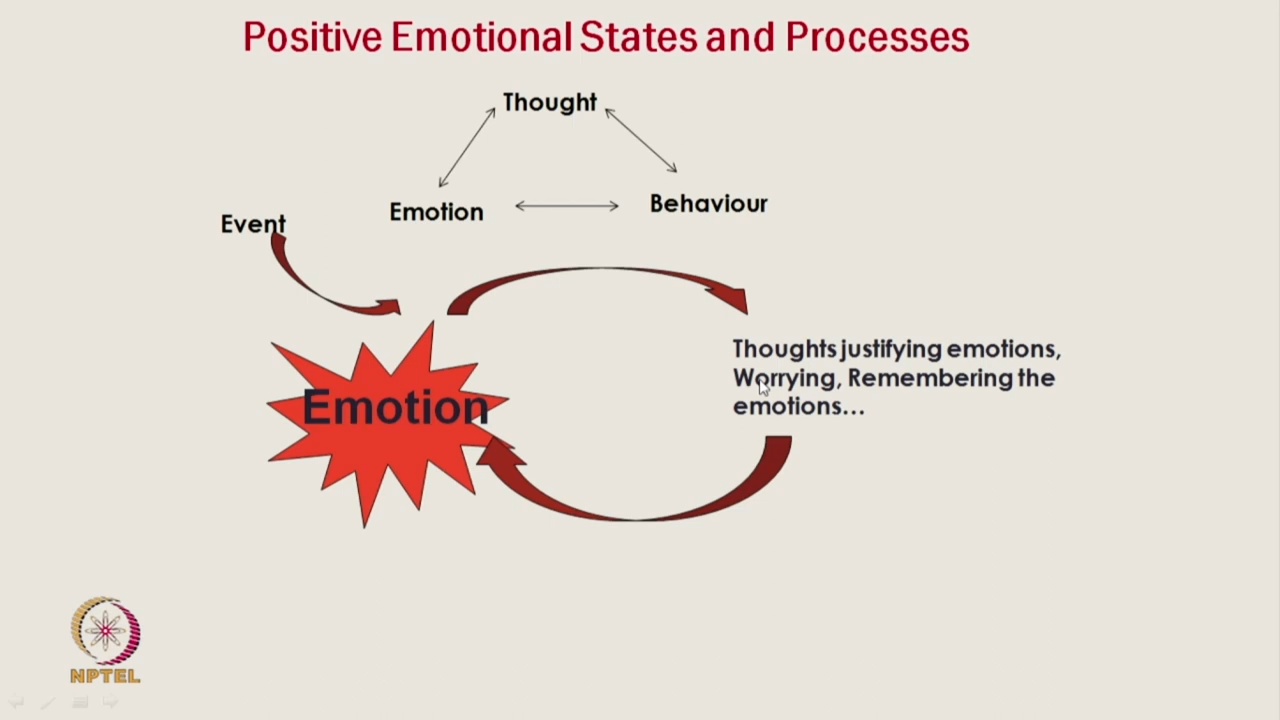 Positive Emotional States and Processes
Thought
Emotion
Behaviour
Event
Emotion
Thoughts justifying emotions,
Worrying, Remembering the
emotions...
NPTEL